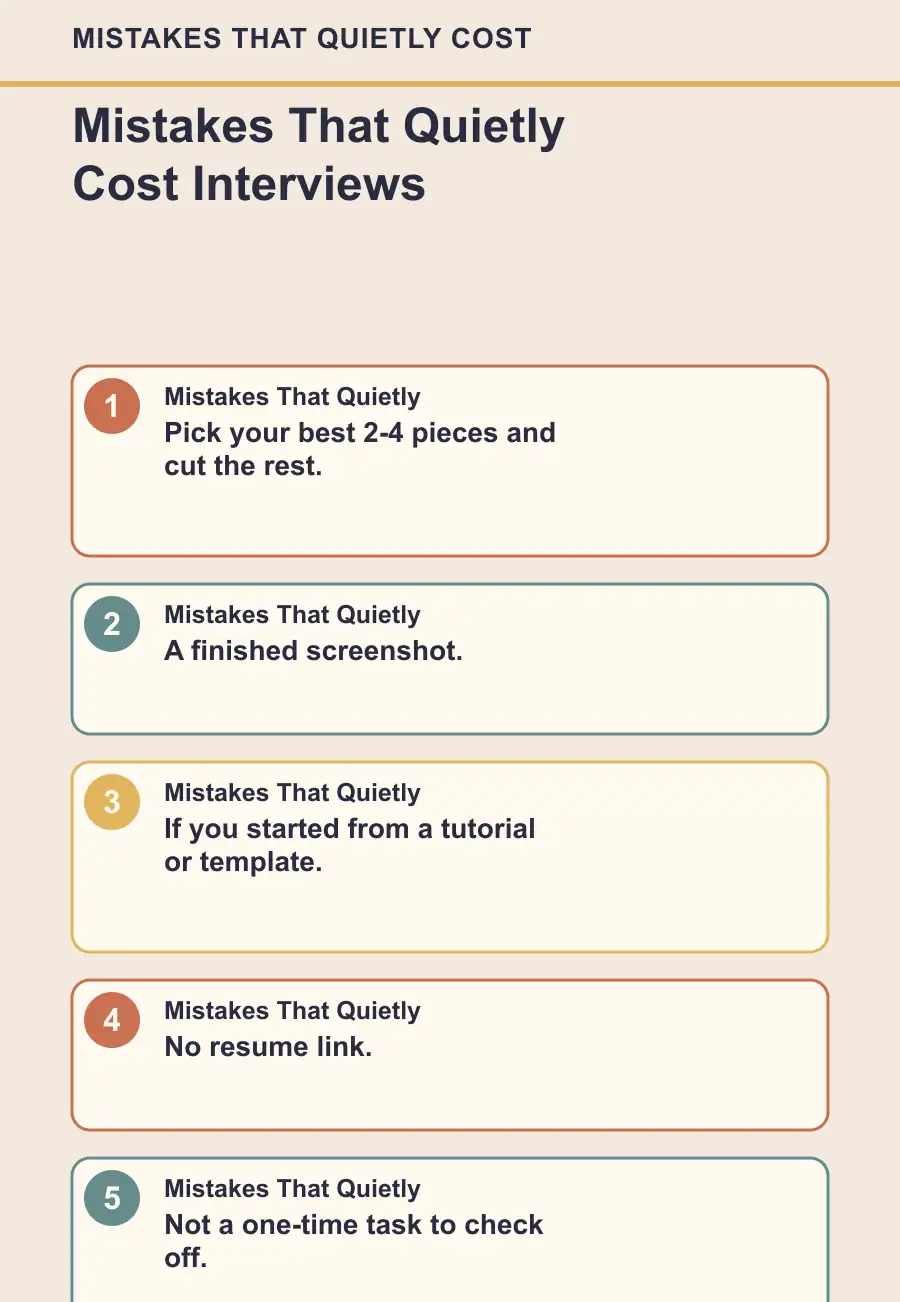 MISTAKES THAT QUIETLY COST
Mistakes That Quietly
Cost Interviews
1
Mistakes That Quietly
Pick your best 2-4 pieces and
cut the rest.
2
Mistakes That Quietly
A finished screenshot.
3
Mistakes That Quietly
If you started from a tutorial
or template.
4
Mistakes That Quietly
No resume link.
5
Mistakes That Quietly
Not a one-time task to check
off.